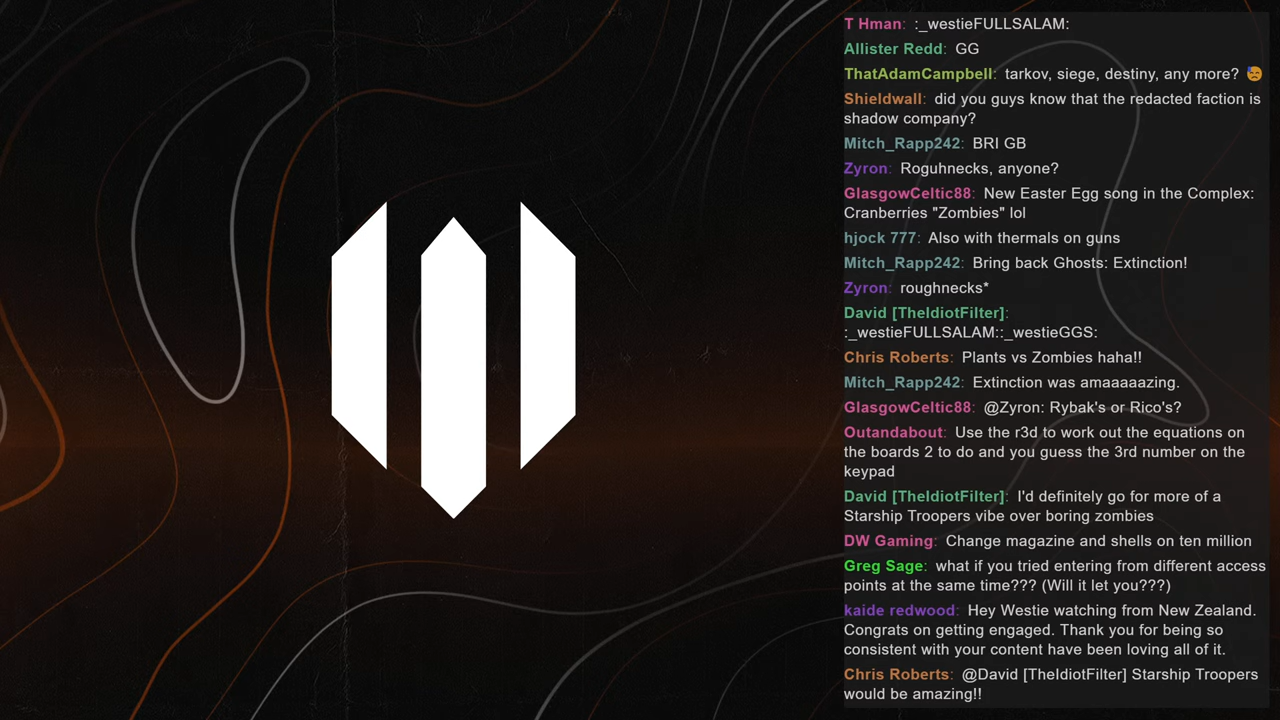 T Hman: :_westieFULLSALAM:
Allister Redd: GG
ThatAdamCampbell: tarkov, siege, destiny, any more? 😓
Shieldwall: did you guys know that the redacted faction is
shadow company?
Mitch_Rapp242: BRI GB
Zyron: Roguhnecks, anyone?
GlasgowCeltic88: New Easter Egg song in the Complex:
Cranberries "Zombies" lol
hjock 777: Also with thermals on guns
Mitch_Rapp242: Bring back Ghosts: Extinction!
Zyron: roughnecks*
David [TheIdiotFilter]:
:_westieFULLSALAM::_westieGGS:
Chris Roberts: Plants vs Zombies haha!!
Mitch_Rapp242: Extinction was amaaaaazing.
GlasgowCeltic88: @Zyron: Rybak's or Rico's?
Outandabout: Use the r3d to work out the equations on
the boards 2 to do and you guess the 3rd number on the
keypad
David [TheIdiotFilter]: I'd definitely go for more of a
Starship Troopers vibe over boring zombies
DW Gaming: Change magazine and shells on ten million
Greg Sage: what if you tried entering from different access
points at the same time??? (Will it let you???)
kaide redwood: Hey Westie watching from New Zealand.
Congrats on getting engaged. Thank you for being so
consistent with your content have been loving all of it.
Chris Roberts: @David [TheIdiotFilter] Starship Troopers
would be amazing!!